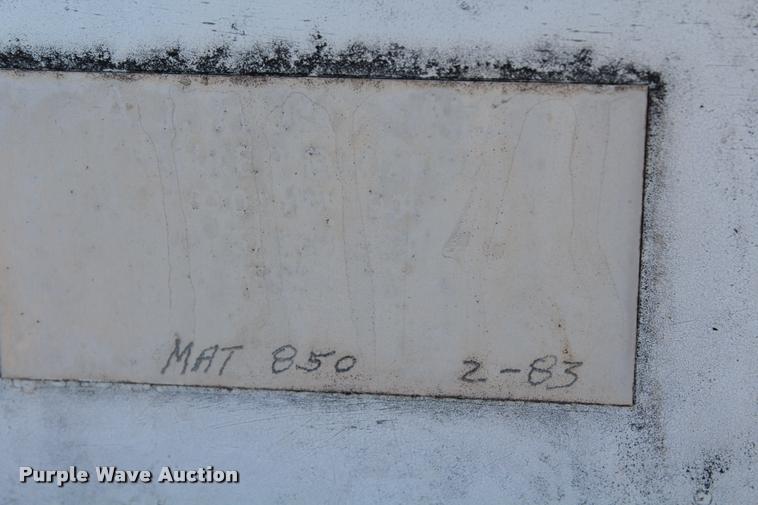 MAT 850 2-83
Purple Wave Auction